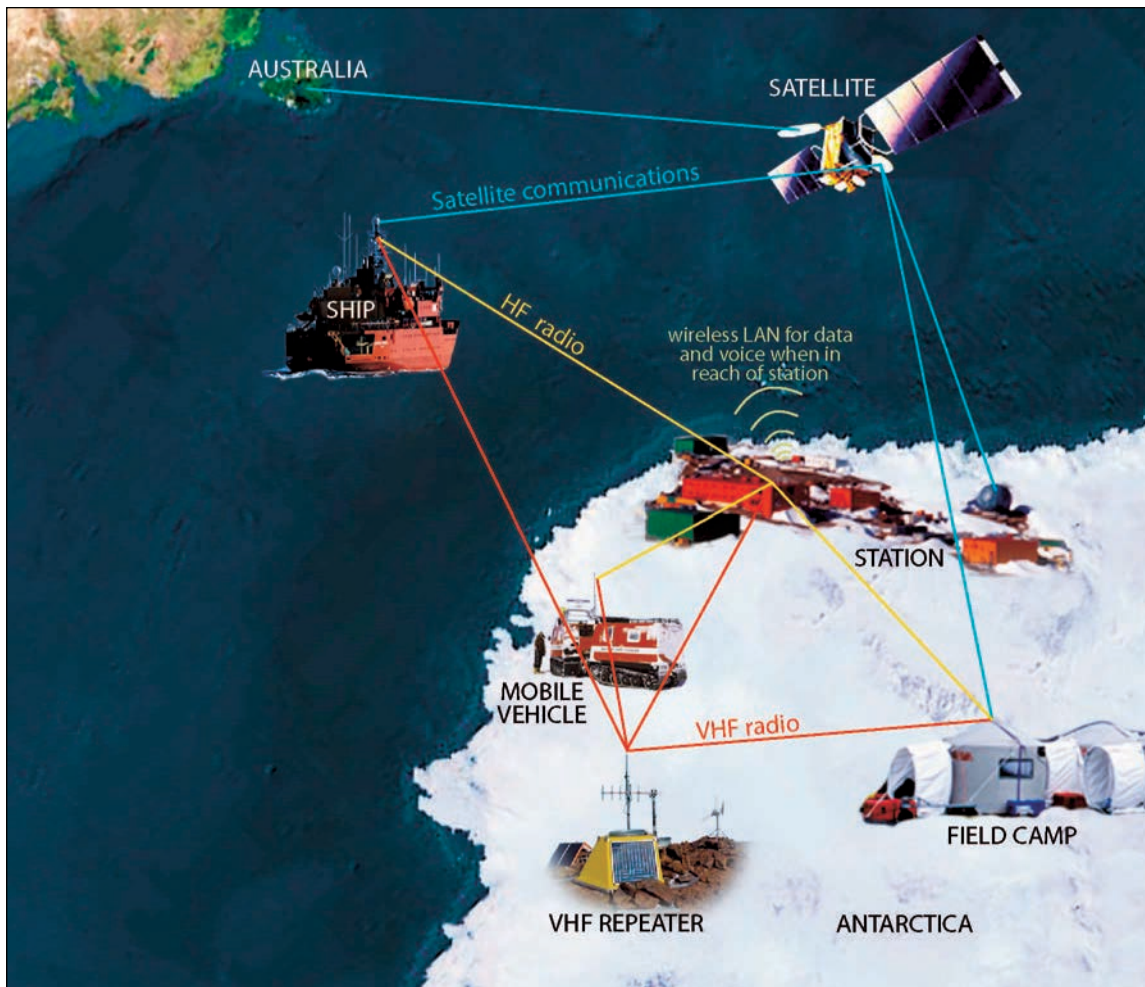 AUSTRALIA
SATELLITE
Satellite communications
SHIP
HF radio
wireless LAN for data
and voice when in
reach of station
STATION
MOBILE
VEHICLE
VHF radio
FIELD CAMP
VHF REPEATER
ANTARCTICA